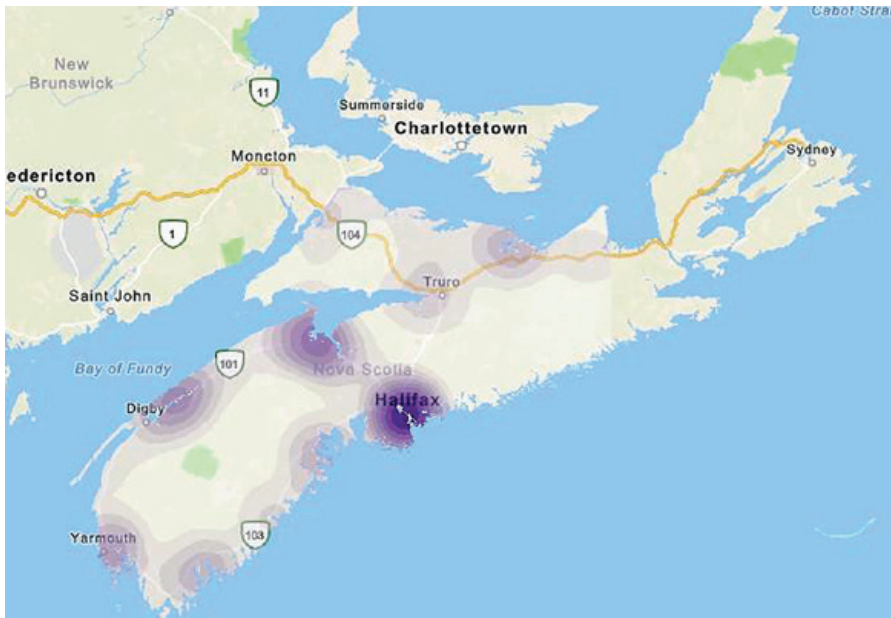 Cabot Stra
New
Brunswick
11
Summerside
Charlottetown
Moncton
Sydney
edericton
1
104
Truro
Saint John
Bay of Fundy
101
Nova Scotia
Halifax
Digby
Yarmouth
103